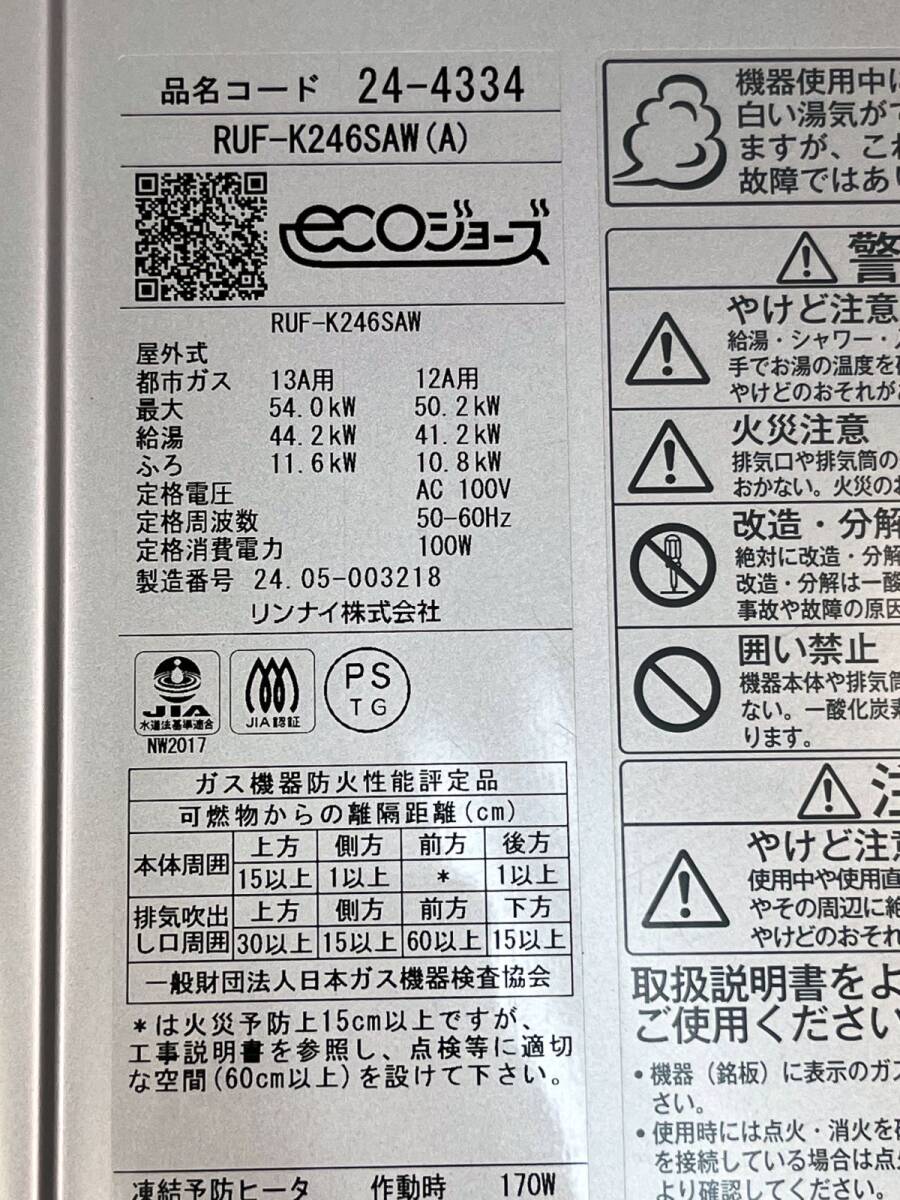 品名コード 24-4334
RUF-K246SAW(A)
ecoジョーズ
RUF-K246SAW
屋外式
都市ガス 13A用 12A用
最大 54.0kW 50.2kW
給湯 44.2kW 41.2kW
ふろ 11.6kW 10.8kW
定格電圧 AC 100V
定格周波数 50-60Hz
定格消費電力 100W
製造番号 24.05-003218
リンナイ株式会社
JIA
水道法基準適合
NW2017
JIA認証
PS
TG
ガス機器防火性能評定品
可燃物からの離隔距離(cm)
本体周囲 上方 側方 前方 後方
15以上 1以上 * 1以上
排気吹出
し口周囲 上方 側方 前方 下方
30以上 15以上 60以上 15以上
一般財団法人日本ガス機器検査協会
*は火災予防上15cm以上ですが、
工事説明書を参照し、点検等に適切
な空間(60cm以上)を設けて下さい。
凍結予防ヒータ 作動時 170W
機器使用中に
白い湯気がで
ますが、これ
故障ではあり
警
やけど注意
給湯・シャワー・入
手でお湯の温度を確
やけどのおそれがあ
火災注意
排気口や排気筒の
おかない。火災のお
改造・分解
絶対に改造・分解
改造・分解は一酸
事故や故障の原因
囲い禁止
機器本体や排気筒
ない。一酸化炭素
ります。
注
やけど注意
使用中や使用直
やその周辺に絶
やけどのおそれ
取扱説明書をよ
ご使用ください
・機器（銘板）に表示のガス
さい。
・使用時には点火・消火を確
を接続している場合は点火
より確認してください。